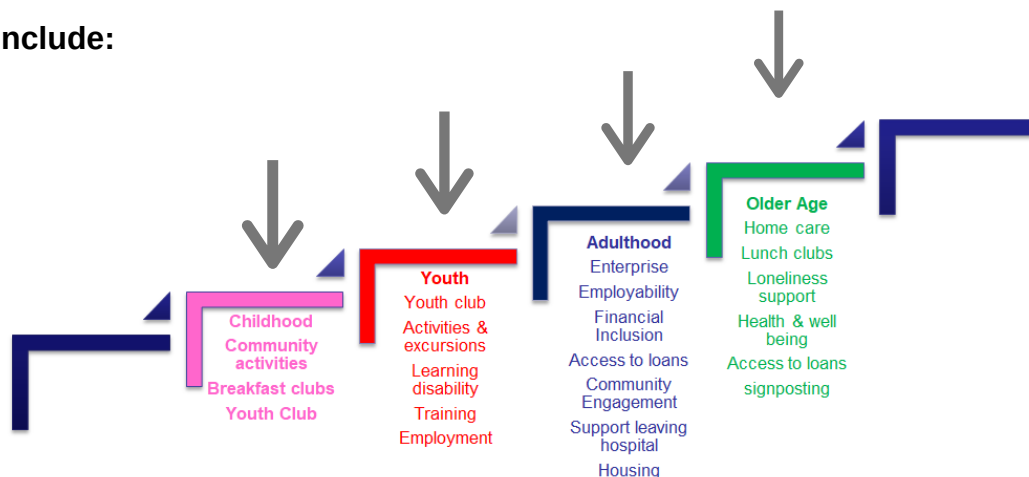 nclude:
Childhood
Community
activities
Breakfast clubs
Youth Club
Youth
Youth club
Activities &
excursions
Learning
disability
Training
Employment
Adulthood
Enterprise
Employability
Financial
Inclusion
Access to loans
Community
Engagement
Support leaving
hospital
Housing
Older Age
Home care
Lunch clubs
Loneliness
support
Health & well
being
Access to loans
signposting